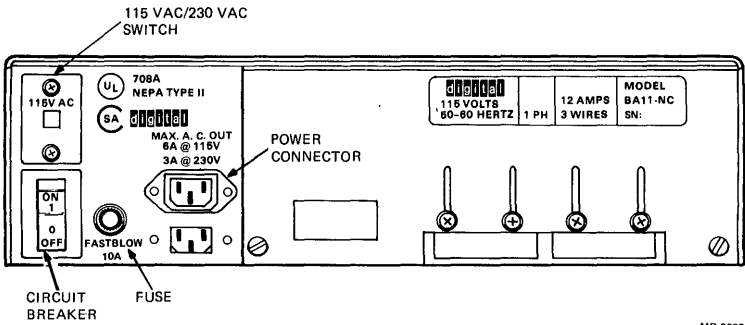 115 VAC/230 VAC
SWITCH
115V AC
UL
708A
NEPA TYPE II
SA
digital
MAX. A. C. OUT
6A @ 115V
3A @ 230V
POWER
CONNECTOR
digital
115 VOLTS
50-60 HERTZ
1 PH
12 AMPS
3 WIRES
MODEL
BA11-NC
SN:
ON
1
0
OFF
FASTBLOW
10A
CIRCUIT
BREAKER
FUSE